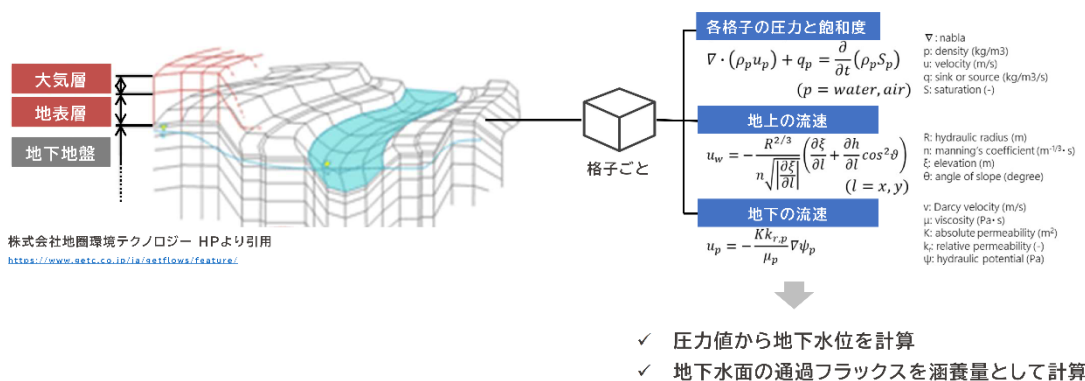 大気層
地表層
地下地盤
株式会社地圏環境テクノロジー HPより引用
https://www.getc.co.jp/ja/getflows/feature/
格子ごと
各格子の圧力と飽和度
∇・(ρₚuₚ) + qₚ = ∂/∂t (ρₚSₚ)
(p = water, air)
∇: nabla
p: density (kg/m3)
u: velocity (m/s)
q: sink or source (kg/m3/s)
S: saturation (-)
地上の流速
u_w = − R^{2/3} / (n√|∂ξ/∂l|) (∂ξ/∂l + ∂h/∂l cos²ϑ)
(l = x, y)
R: hydraulic radius (m)
n: manning's coefficient (m⁻¹/³・s)
ξ: elevation (m)
θ: angle of slope (degree)
地下の流速
uₚ = − Kk_{r,p} / μₚ ∇ψₚ
v: Darcy velocity (m/s)
μ: viscosity (Pa・s)
K: absolute permeability (m²)
kᵣ: relative permeability (-)
ψ: hydraulic potential (Pa)
✓ 圧力値から地下水位を計算
✓ 地下水面の通過フラックスを涵養量として計算